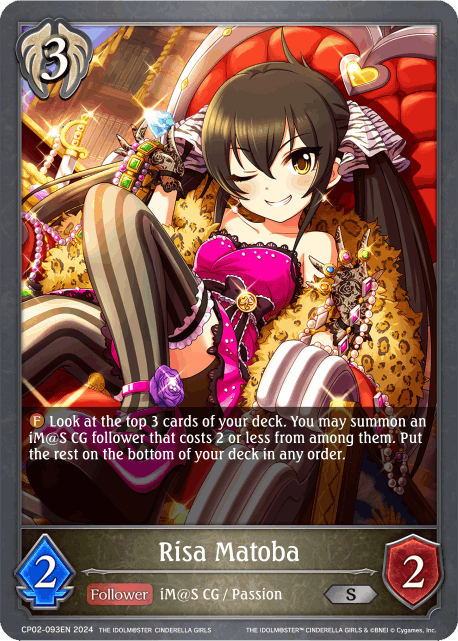 3
F Look at the top 3 cards of your deck. You may summon an
iM@S CG follower that costs 2 or less from among them. Put
the rest on the bottom of your deck in any order.
Risa Matoba
2
Follower iM@S CG / Passion
S
2
CP02-093EN 2024 THE IDOLM@STER CINDERELLA GIRLS
THE IDOLM@STER™ CINDERELLA GIRLS & ©BNEI © Cygames, Inc.